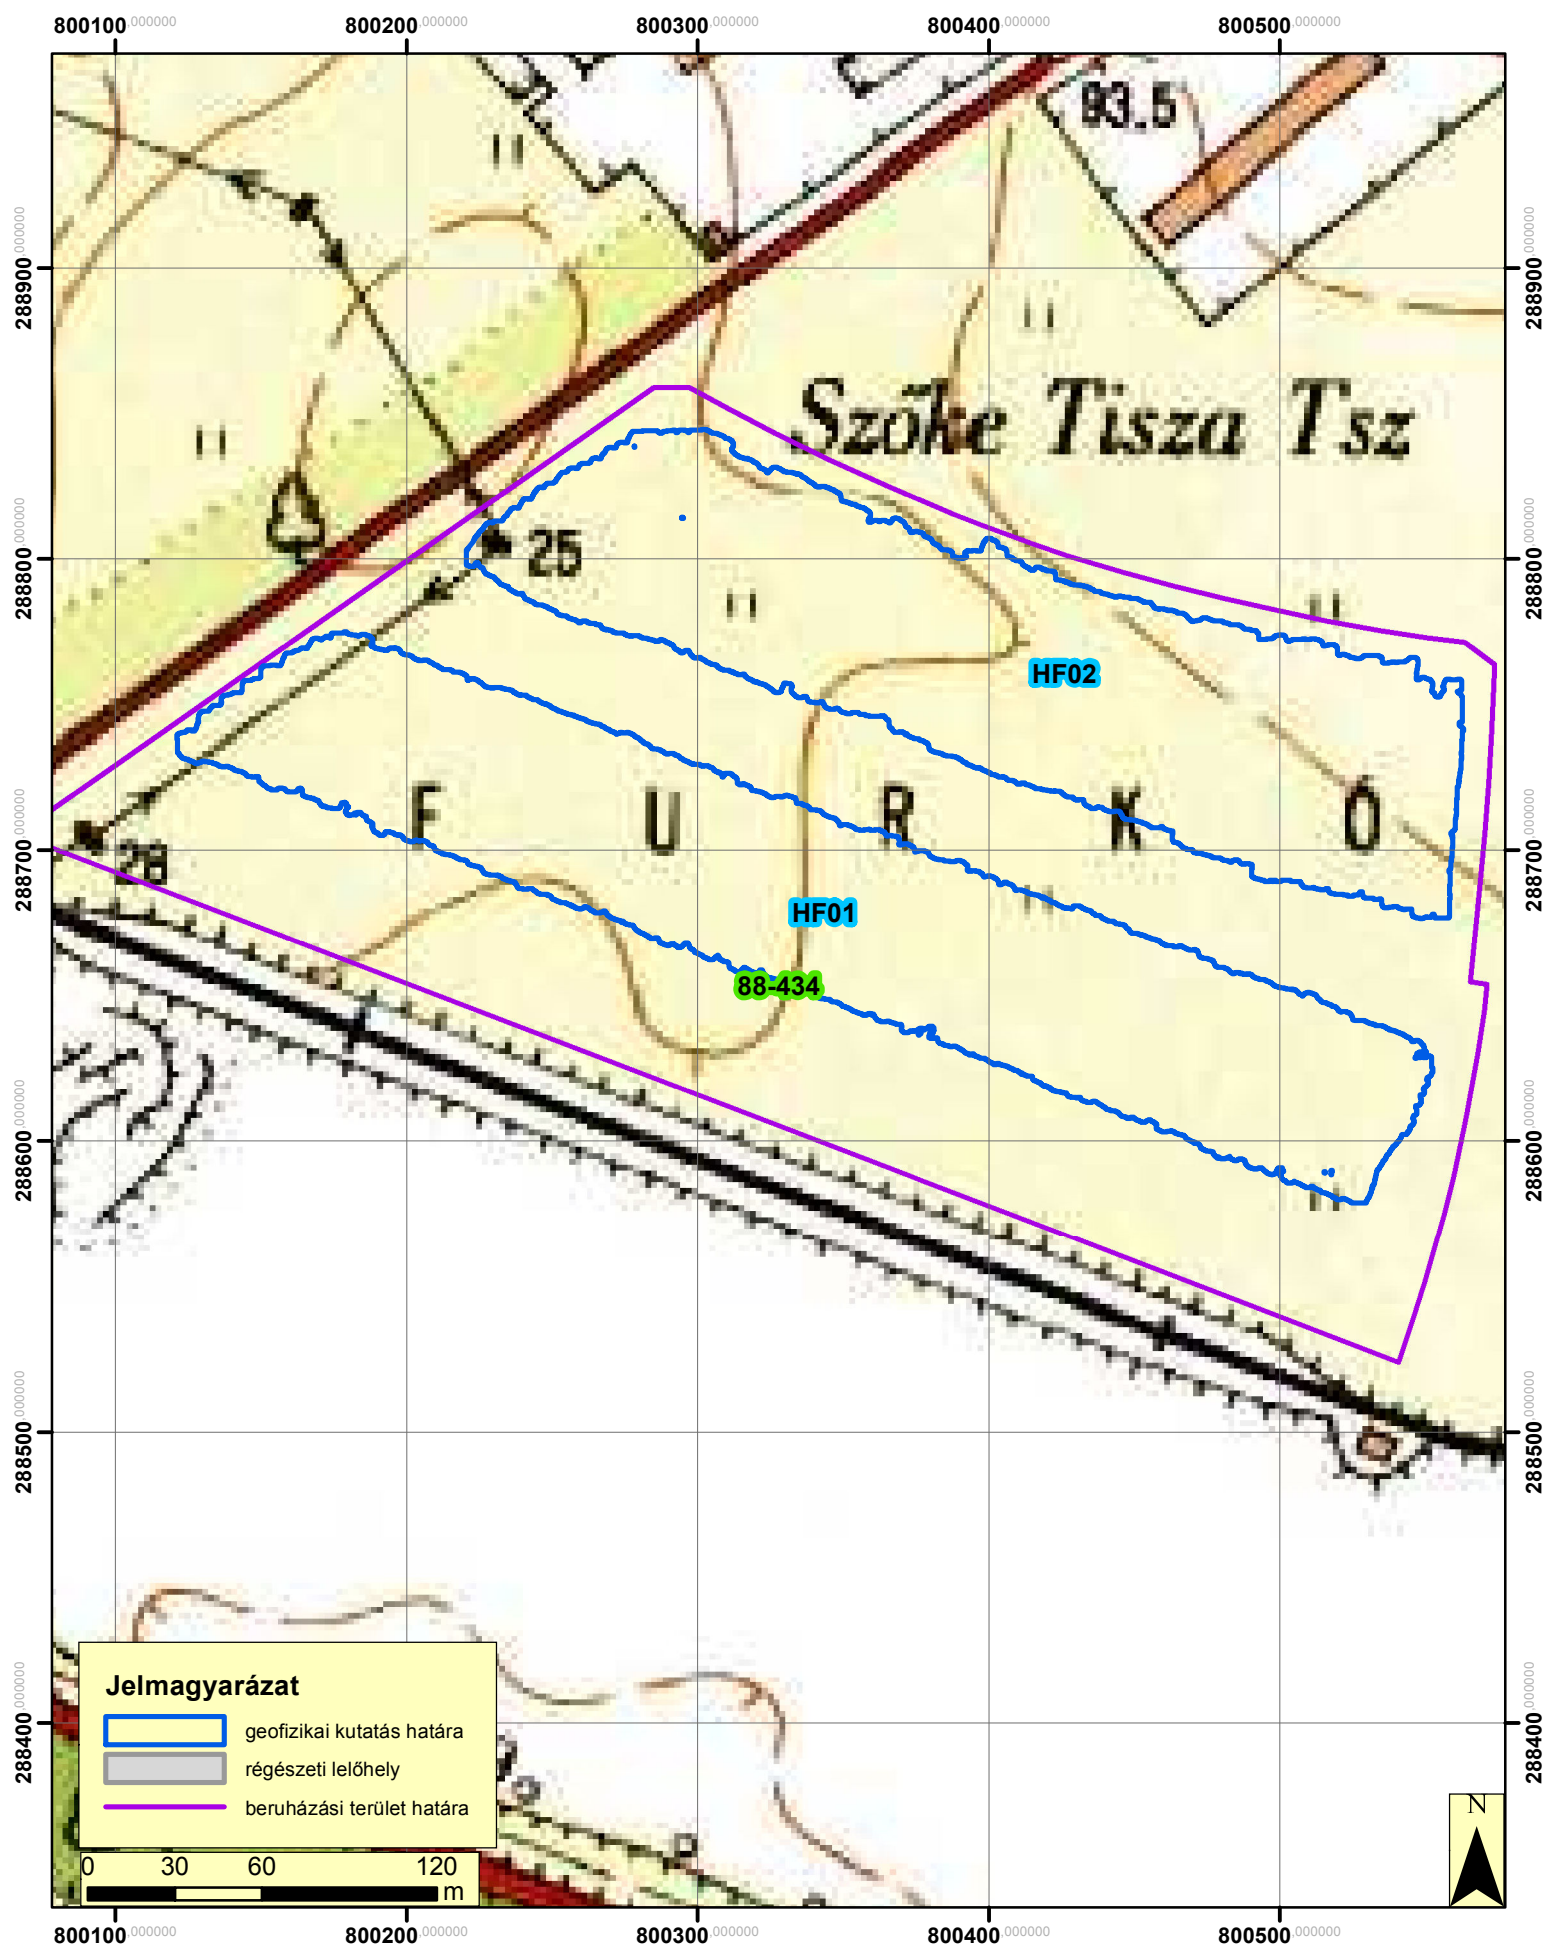 800100,000000 800200,000000 800300,000000 800400,000000 800500,000000
93.5
288900,000000
288900,000000
Szőke Tisza Tsz
25
288800,000000
288800,000000
HF02
F U R K Ó
28
288700,000000
288700,000000
HF01
88-434
288600,000000
288600,000000
288500,000000
288500,000000
Jelmagyarázat
geofizikai kutatás határa
régészeti lelőhely
beruházási terület határa
288400,000000
288400,000000
N
0 30 60 120
m
800100,000000 800200,000000 800300,000000 800400,000000 800500,000000